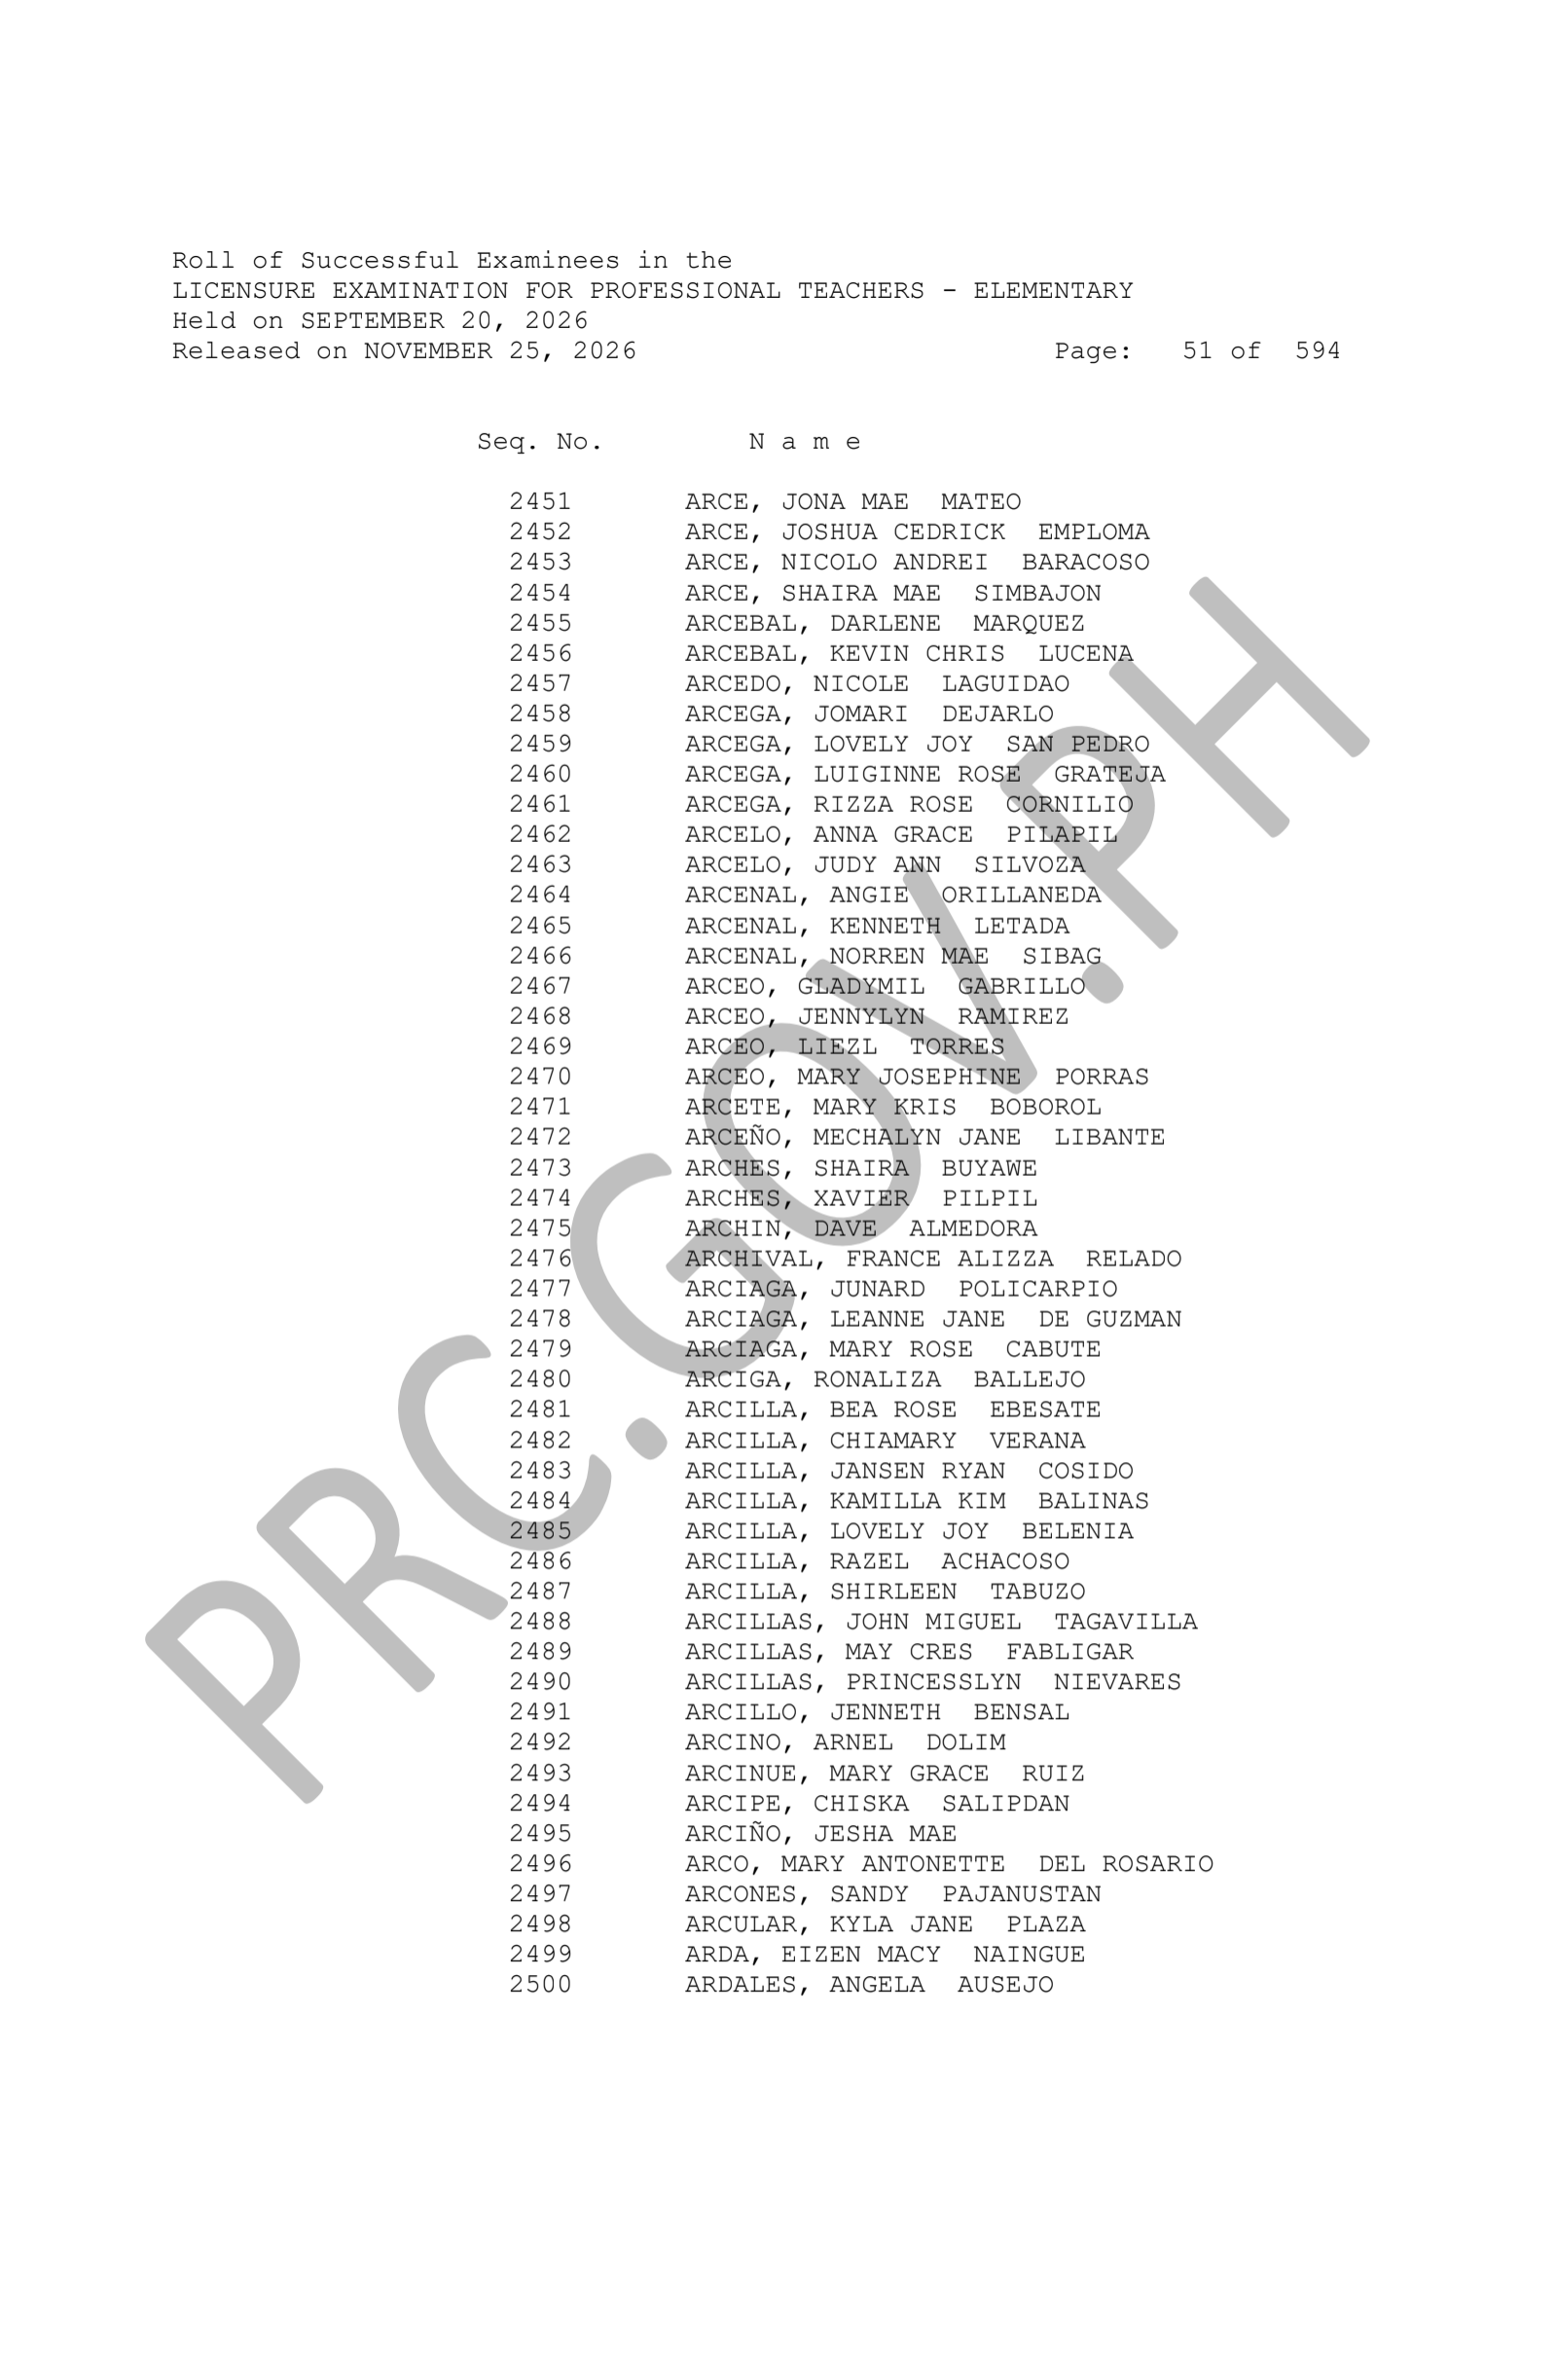 Roll of Successful Examinees in the
LICENSURE EXAMINATION FOR PROFESSIONAL TEACHERS - ELEMENTARY
Held on SEPTEMBER 20, 2026
Released on NOVEMBER 25, 2026 Page: 51 of 594
Seq. No. N a m e
2451 ARCE, JONA MAE MATEO
2452 ARCE, JOSHUA CEDRICK EMPLOMA
2453 ARCE, NICOLO ANDREI BARACOSO
2454 ARCE, SHAIRA MAE SIMBAJON
2455 ARCEBAL, DARLENE MARQUEZ
2456 ARCEBAL, KEVIN CHRIS LUCENA
2457 ARCEDO, NICOLE LAGUIDAO
2458 ARCEGA, JOMARI DEJARLO
2459 ARCEGA, LOVELY JOY SAN PEDRO
2460 ARCEGA, LUIGINNE ROSE GRATEJA
2461 ARCEGA, RIZZA ROSE CORNILIO
2462 ARCELO, ANNA GRACE PILAPIL
2463 ARCELO, JUDY ANN SILVOZA
2464 ARCENAL, ANGIE ORILLANEDA
2465 ARCENAL, KENNETH LETADA
2466 ARCENAL, NORREN MAE SIBAG
2467 ARCEO, GLADYMIL GABRILLO
2468 ARCEO, JENNYLYN RAMIREZ
2469 ARCEO, LIEZL TORRES
2470 ARCEO, MARY JOSEPHINE PORRAS
2471 ARCETE, MARY KRIS BOBOROL
2472 ARCEÑO, MECHALYN JANE LIBANTE
2473 ARCHES, SHAIRA BUYAWE
2474 ARCHES, XAVIER PILPIL
2475 ARCHIN, DAVE ALMEDORA
2476 ARCHIVAL, FRANCE ALIZZA RELADO
2477 ARCIAGA, JUNARD POLICARPIO
2478 ARCIAGA, LEANNE JANE DE GUZMAN
2479 ARCIAGA, MARY ROSE CABUTE
2480 ARCIGA, RONALIZA BALLEJO
2481 ARCILLA, BEA ROSE EBESATE
2482 ARCILLA, CHIAMARY VERANA
2483 ARCILLA, JANSEN RYAN COSIDO
2484 ARCILLA, KAMILLA KIM BALINAS
2485 ARCILLA, LOVELY JOY BELENIA
2486 ARCILLA, RAZEL ACHACOSO
2487 ARCILLA, SHIRLEEN TABUZO
2488 ARCILLAS, JOHN MIGUEL TAGAVILLA
2489 ARCILLAS, MAY CRES FABLIGAR
2490 ARCILLAS, PRINCESSLYN NIEVARES
2491 ARCILLO, JENNETH BENSAL
2492 ARCINO, ARNEL DOLIM
2493 ARCINUE, MARY GRACE RUIZ
2494 ARCIPE, CHISKA SALIPDAN
2495 ARCIÑO, JESHA MAE
2496 ARCO, MARY ANTONETTE DEL ROSARIO
2497 ARCONES, SANDY PAJANUSTAN
2498 ARCULAR, KYLA JANE PLAZA
2499 ARDA, EIZEN MACY NAINGUE
2500 ARDALES, ANGELA AUSEJO
PRC.GOV.PH